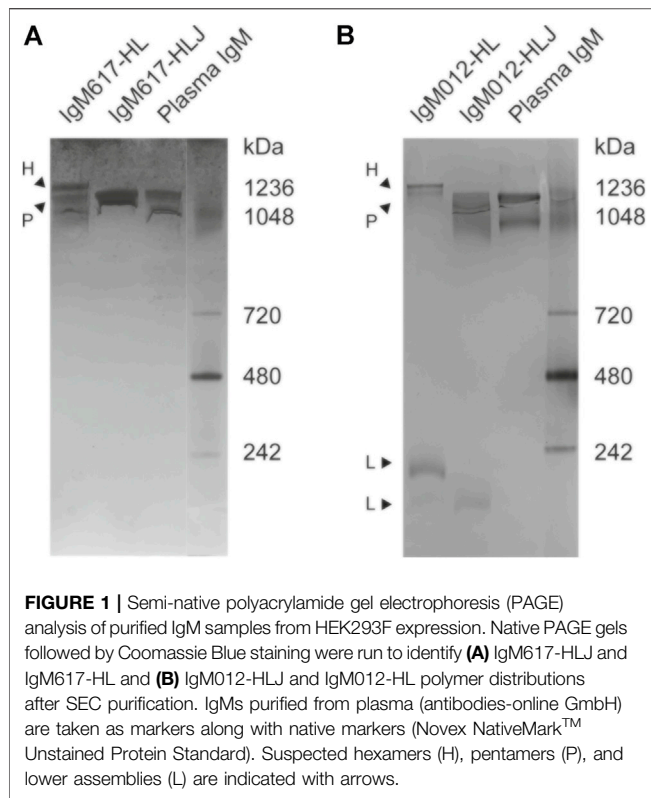 A
IgM617-HL
IgM617-HLJ
Plasma IgM
kDa
H
1236
P
1048
720
480
242
B
IgM012-HL
IgM012-HLJ
Plasma IgM
kDa
H
1236
P
1048
720
480
242
L
L
FIGURE 1 | Semi-native polyacrylamide gel electrophoresis (PAGE)
analysis of purified IgM samples from HEK293F expression. Native PAGE gels
followed by Coomassie Blue staining were run to identify (A) IgM617-HLJ and
IgM617-HL and (B) IgM012-HLJ and IgM012-HL polymer distributions
after SEC purification. IgMs purified from plasma (antibodies-online GmbH)
are taken as markers along with native markers (Novex NativeMark™
Unstained Protein Standard). Suspected hexamers (H), pentamers (P), and
lower assemblies (L) are indicated with arrows.